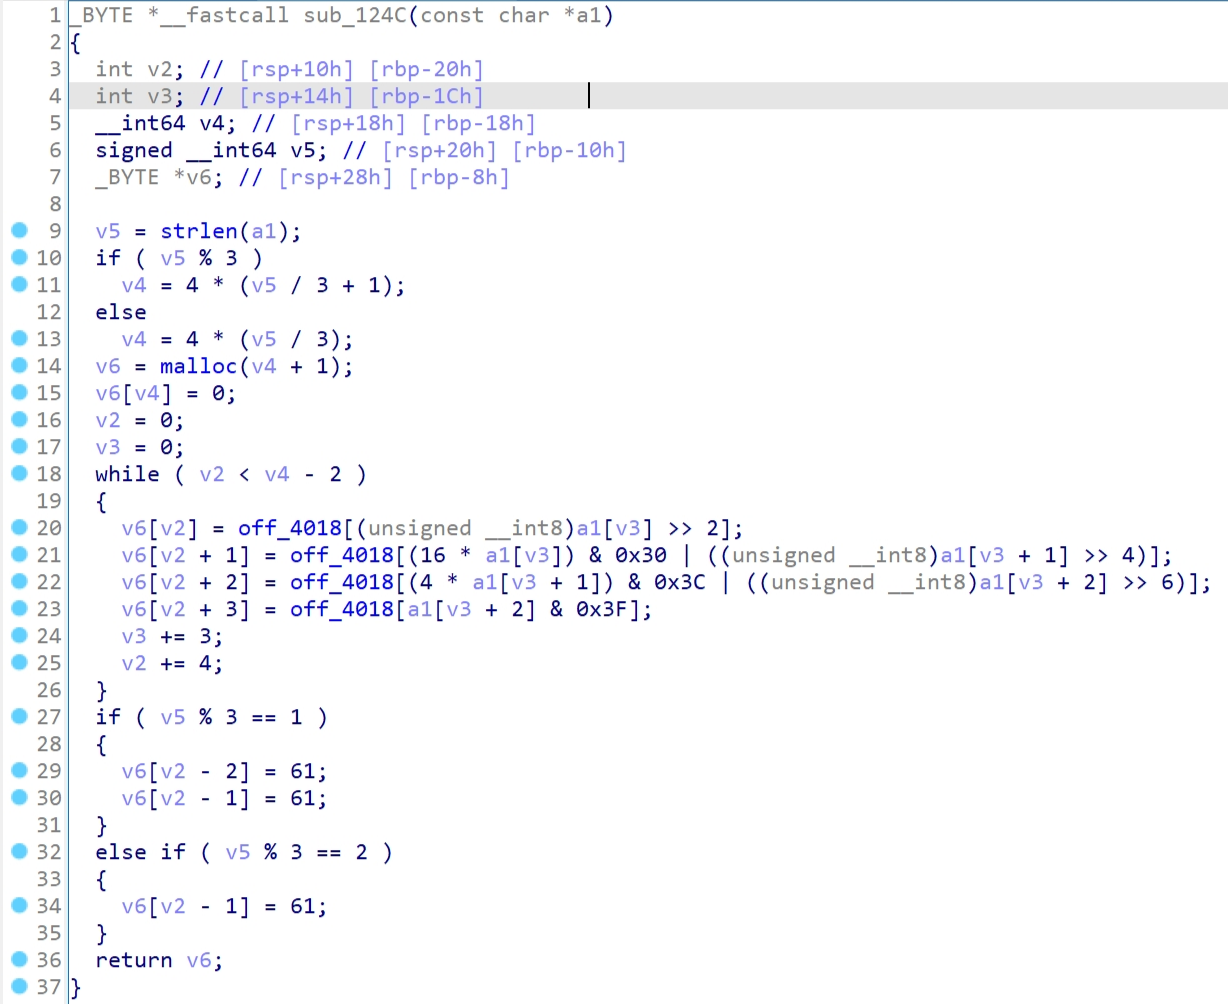 1 _BYTE *__fastcall sub_124C(const char *a1)
2 {
3   int v2; // [rsp+10h] [rbp-20h]
4   int v3; // [rsp+14h] [rbp-1Ch]
5   __int64 v4; // [rsp+18h] [rbp-18h]
6   signed __int64 v5; // [rsp+20h] [rbp-10h]
7   _BYTE *v6; // [rsp+28h] [rbp-8h]
8
9   v5 = strlen(a1);
10   if ( v5 % 3 )
11     v4 = 4 * (v5 / 3 + 1);
12   else
13     v4 = 4 * (v5 / 3);
14   v6 = malloc(v4 + 1);
15   v6[v4] = 0;
16   v2 = 0;
17   v3 = 0;
18   while ( v2 < v4 - 2 )
19   {
20     v6[v2] = off_4018[(unsigned __int8)a1[v3] >> 2];
21     v6[v2 + 1] = off_4018[(16 * a1[v3]) & 0x30 | ((unsigned __int8)a1[v3 + 1] >> 4)];
22     v6[v2 + 2] = off_4018[(4 * a1[v3 + 1]) & 0x3C | ((unsigned __int8)a1[v3 + 2] >> 6)];
23     v6[v2 + 3] = off_4018[a1[v3 + 2] & 0x3F];
24     v3 += 3;
25     v2 += 4;
26   }
27   if ( v5 % 3 == 1 )
28   {
29     v6[v2 - 2] = 61;
30     v6[v2 - 1] = 61;
31   }
32   else if ( v5 % 3 == 2 )
33   {
34     v6[v2 - 1] = 61;
35   }
36   return v6;
37 }